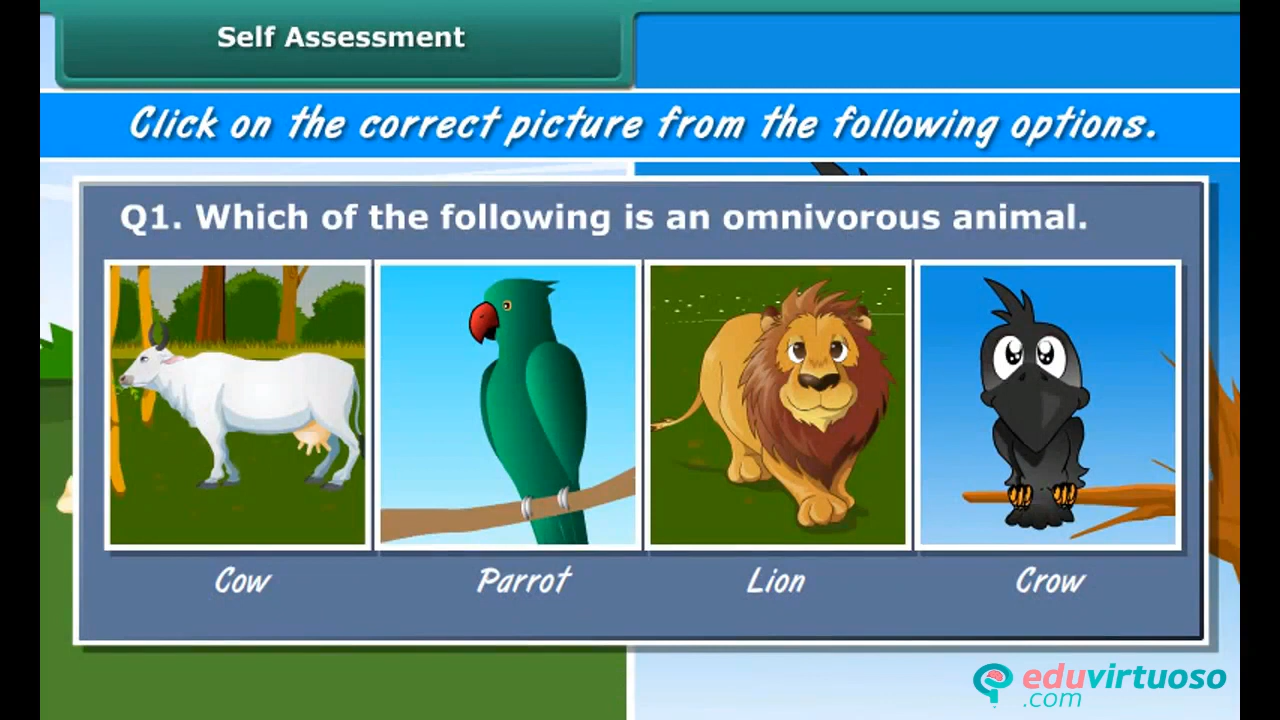 Self Assessment
Click on the correct picture from the following options.
Q1. Which of the following is an omnivorous animal.
Cow Parrot Lion Crow
eduvirtuoso
.com